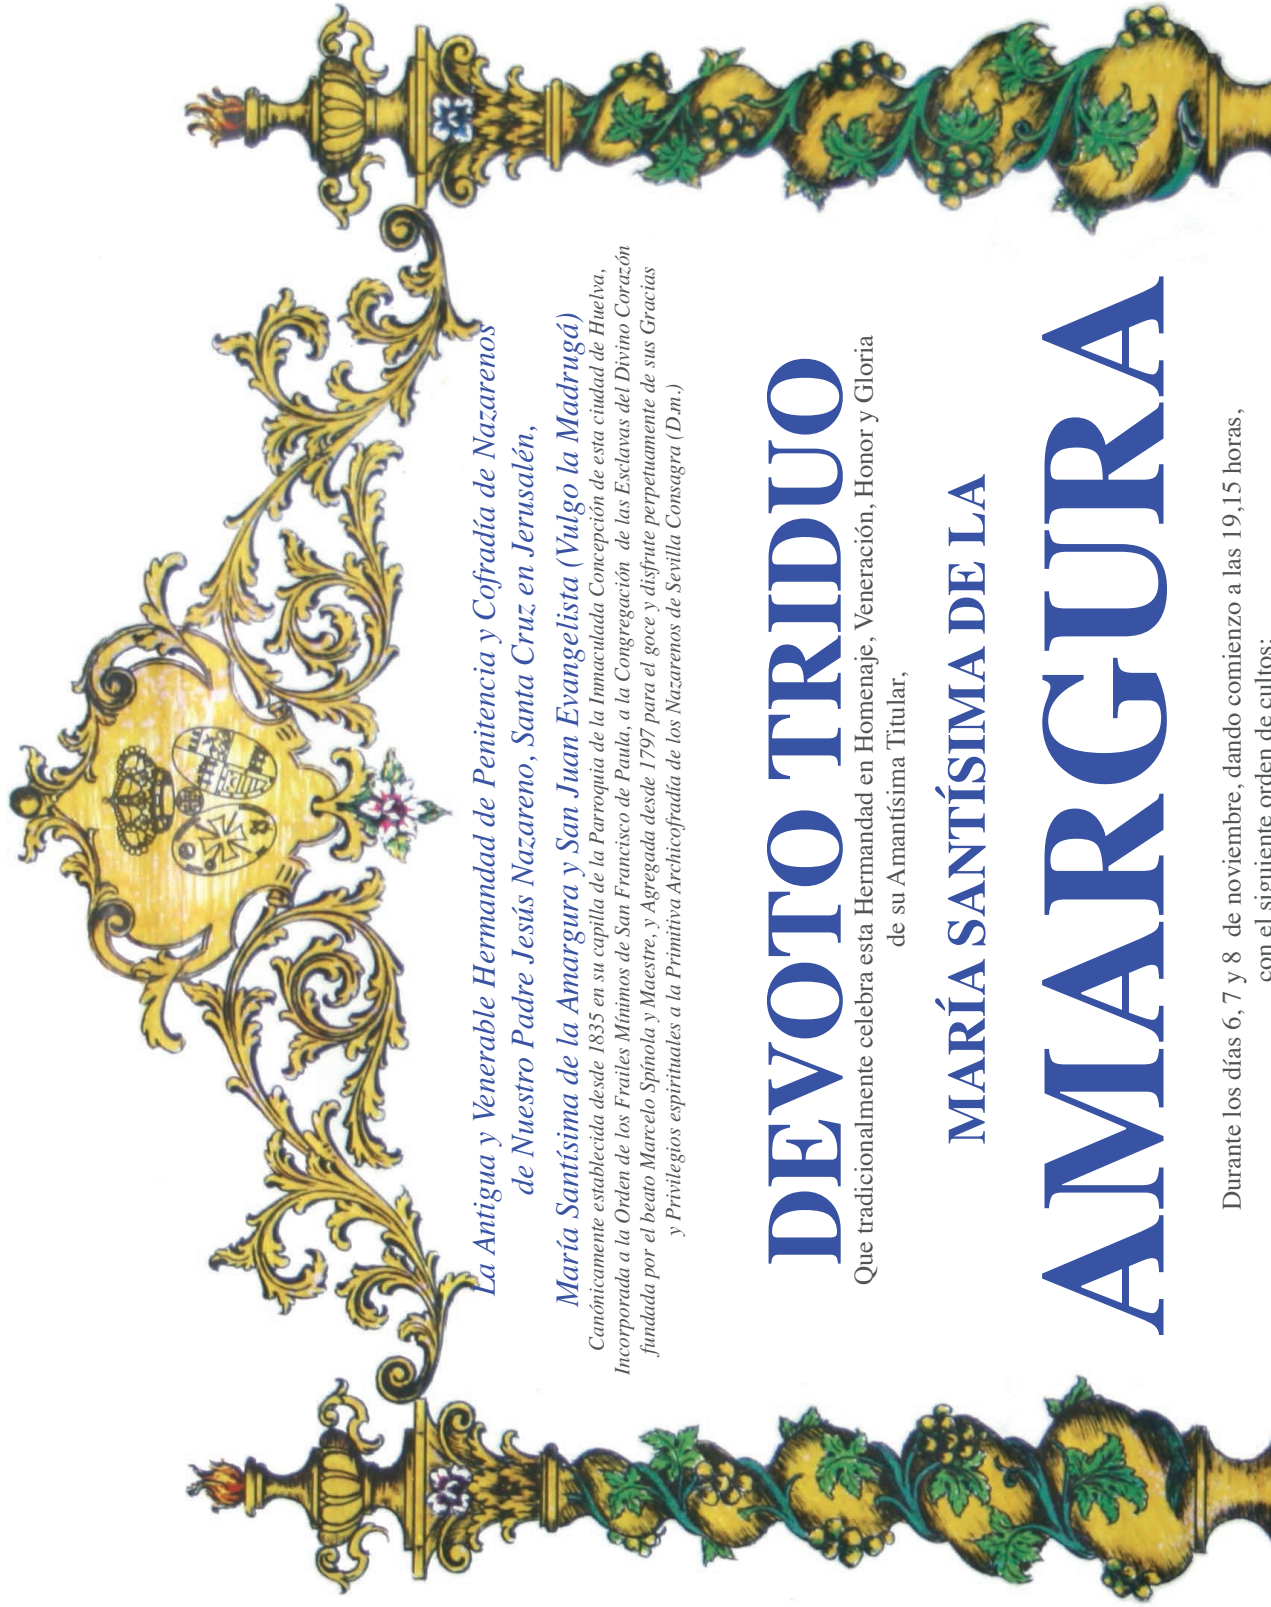 La Antigua y Venerable Hermandad de Penitencia y Cofradía de Nazarenos
de Nuestro Padre Jesús Nazareno, Santa Cruz en Jerusalén,
María Santísima de la Amargura y San Juan Evangelista (Vulgo la Madrugá)
Canónicamente establecida desde 1835 en su capilla de la Parroquia de la Inmaculada Concepción de esta ciudad de Huelva,
Incorporada a la Orden de los Frailes Mínimos de San Francisco de Paula, a la Congregación de las Esclavas del Divino Corazón
fundada por el beato Marcelo Spínola y Maestre, y Agregada desde 1797 para el goce y disfrute perpetuamente de sus Gracias
y Privilegios espirituales a la Primitiva Archicofradía de los Nazarenos de Sevilla Consagra (D.m.)
DEVOTO TRIDUO
Que tradicionalmente celebra esta Hermandad en Homenaje, Veneración, Honor y Gloria
de su Amantísima Titular,
MARÍA SANTÍSIMA DE LA
AMARGURA
Durante los días 6, 7 y 8 de noviembre, dando comienzo a las 19,15 horas,
con el siguiente orden de cultos: